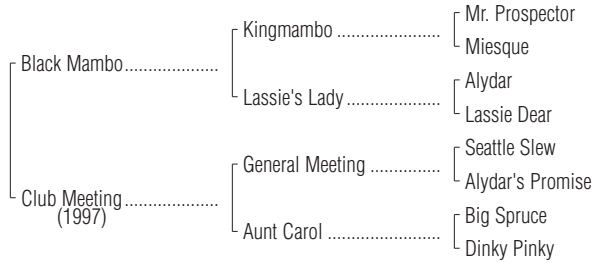 Mr. Prospector
Kingmambo ..................
Miesque
Black Mambo....................
Alydar
Lassie's Lady ..................
Lassie Dear
Seattle Slew
General Meeting .............
Alydar's Promise
Club Meeting....................
(1997)
Big Spruce
Aunt Carol ......................
Dinky Pinky